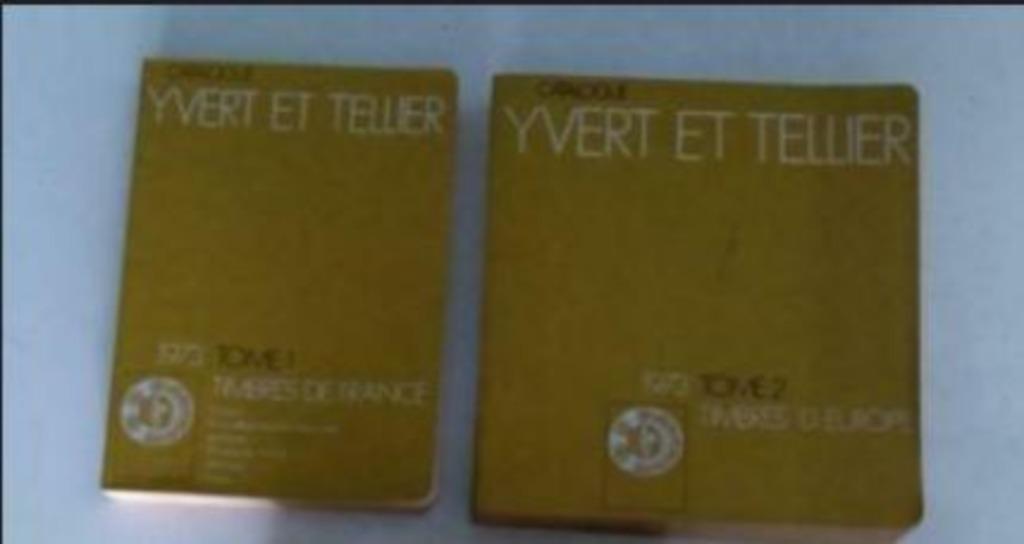 CATALOGUE
YVERT ET TELLIER
1973 TOME 1
TIMBRES DE FRANCE
CATALOGUE
YVERT ET TELLIER
1973 TOME 2
TIMBRES D'EUROPE